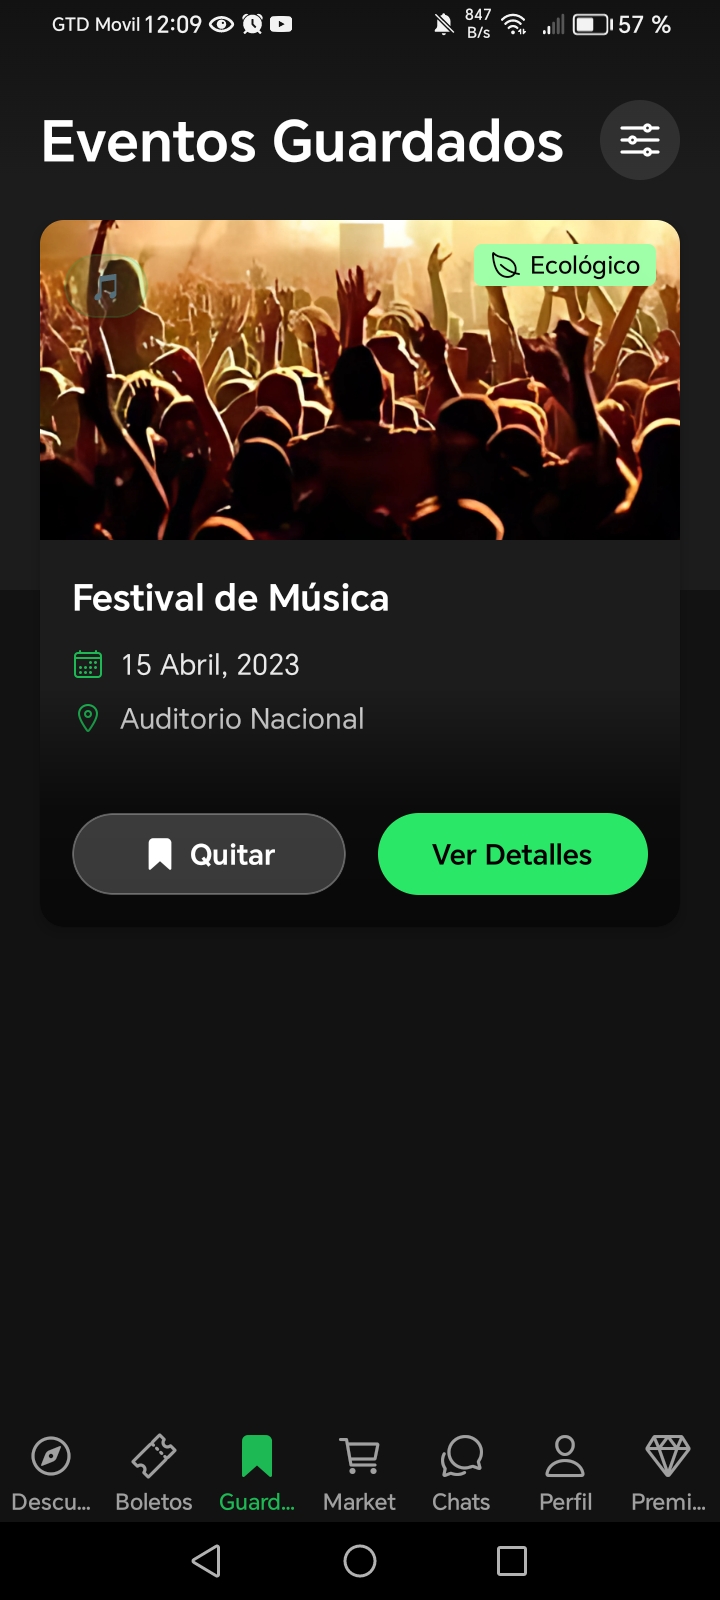 GTD Movil 12:09
847 B/s
57 %
Eventos Guardados
Ecológico
Festival de Música
15 Abril, 2023
Auditorio Nacional
Quitar
Ver Detalles
Descu... Boletos Guard... Market Chats Perfil Premi...